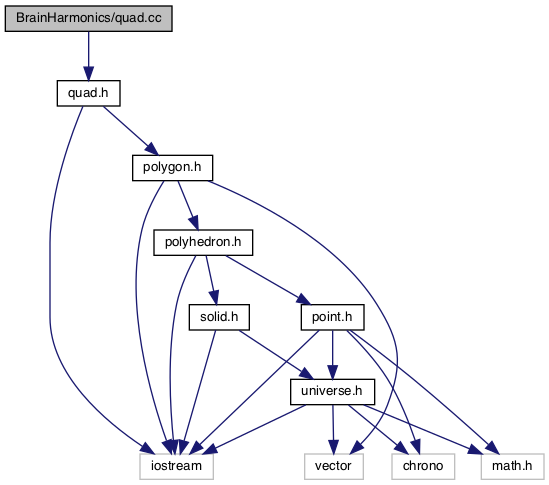 BrainHarmonics/quad.cc
quad.h
polygon.h
polyhedron.h
solid.h
point.h
universe.h
iostream
vector
chrono
math.h